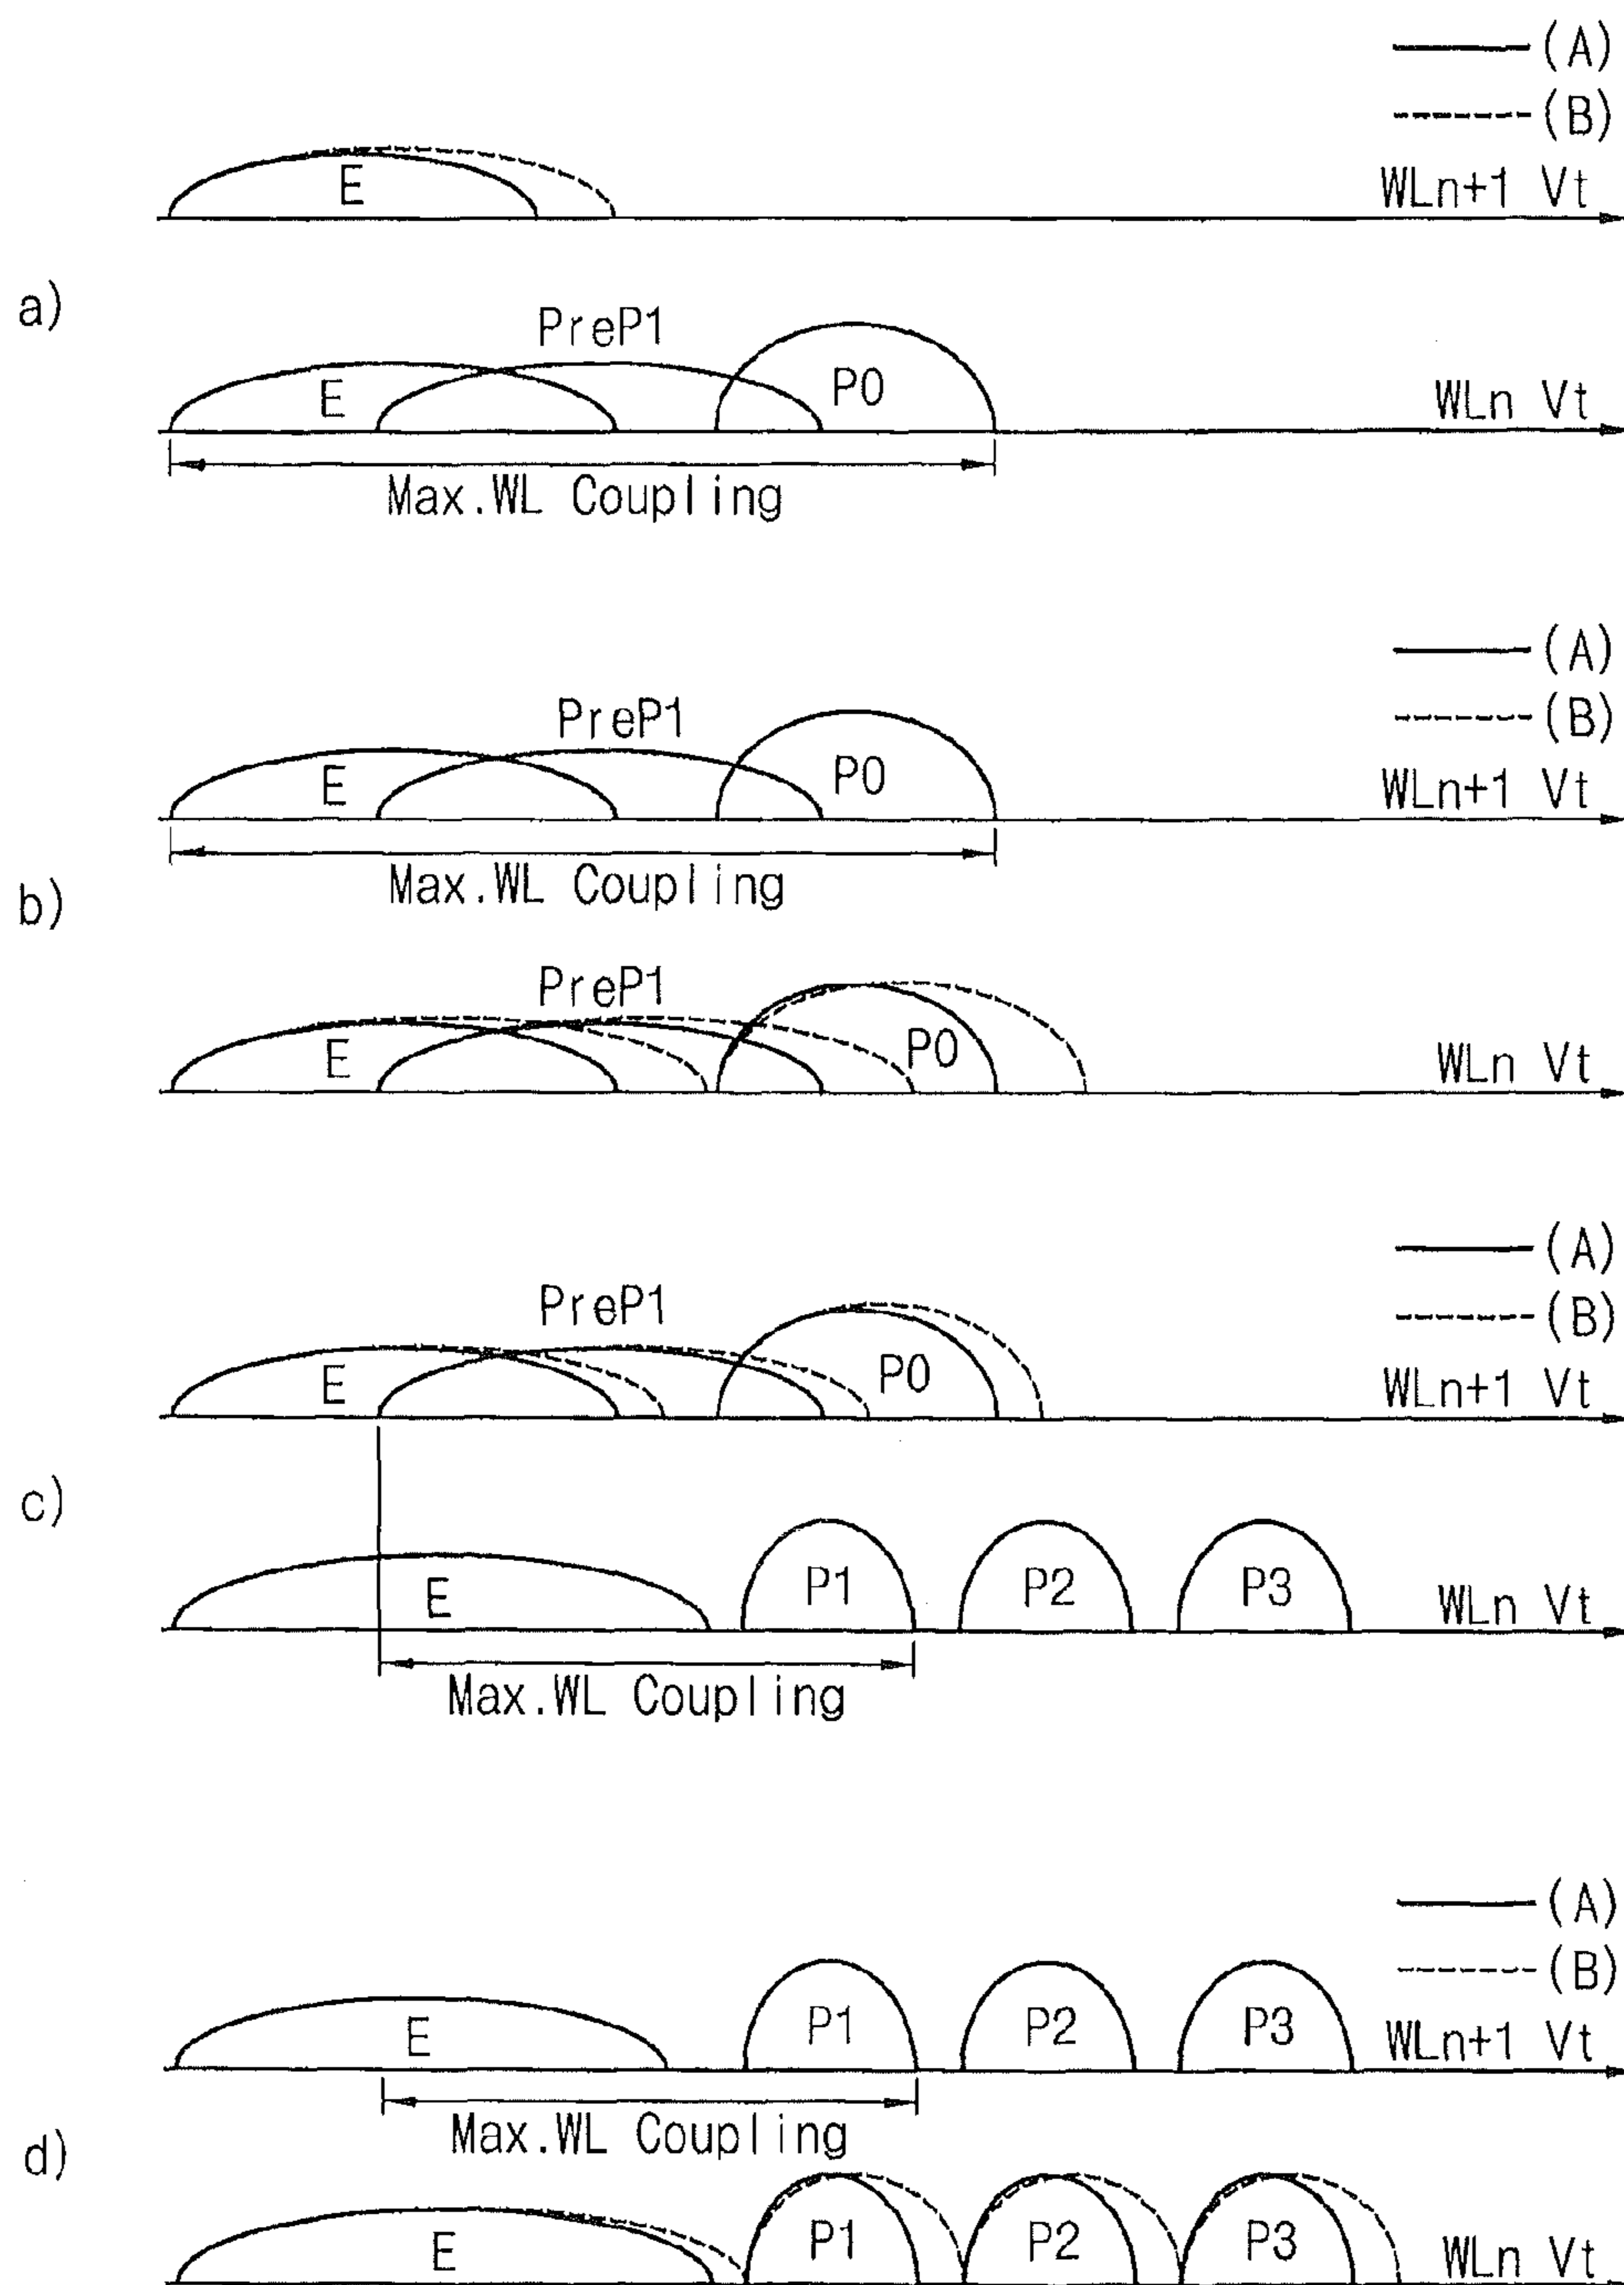 (A)
(B)
E
WLn+1 Vt
a)
PreP1
E
P0
WLn Vt
Max.WL Coupling
(A)
(B)
PreP1
E
P0
WLn+1 Vt
Max.WL Coupling
b)
PreP1
E
P0
WLn Vt
(A)
(B)
PreP1
E
P0
WLn+1 Vt
c)
E
P1
P2
P3
WLn Vt
Max.WL Coupling
(A)
(B)
E
P1
P2
P3
WLn+1 Vt
Max.WL Coupling
d)
E
P1
P2
P3
WLn Vt